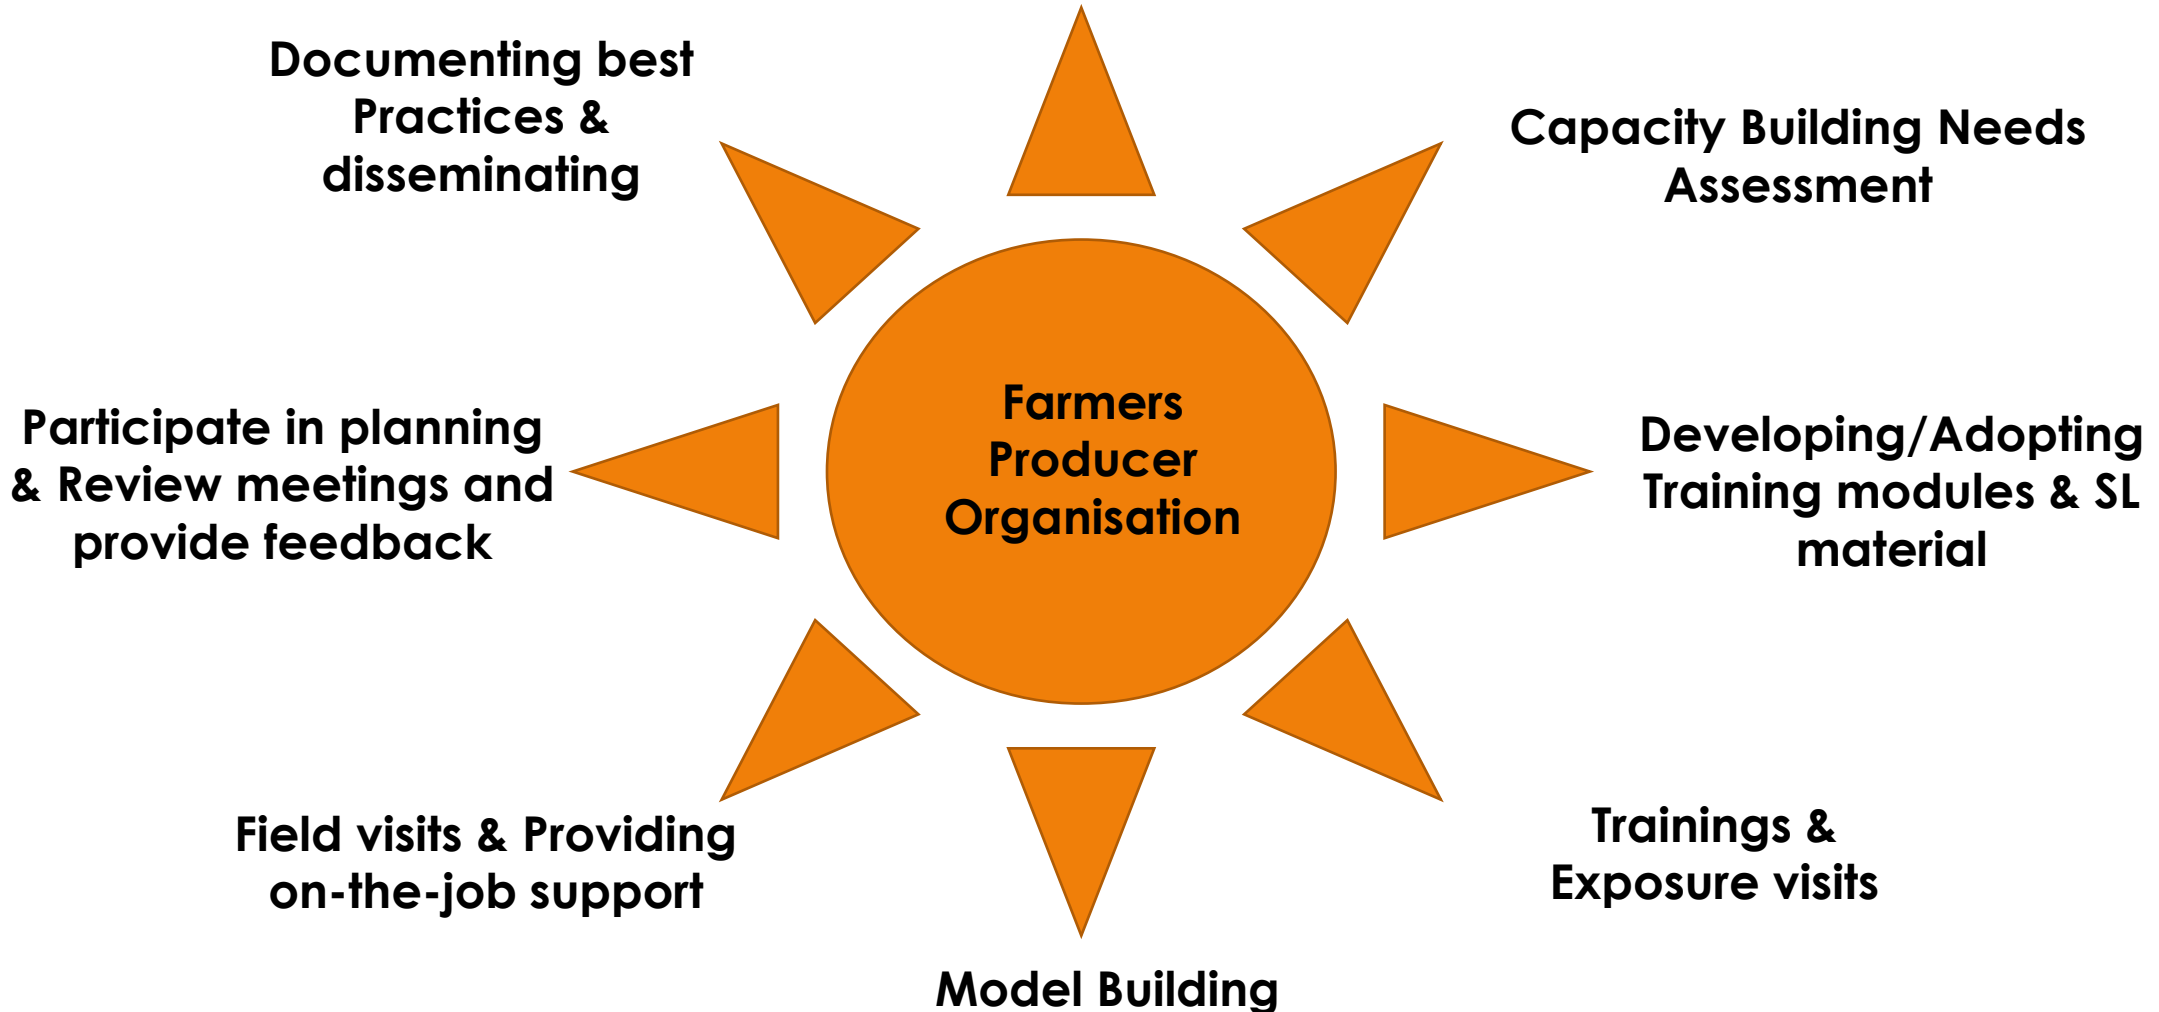 Documenting best
Practices &
disseminating
Capacity Building Needs
Assessment
Participate in planning
& Review meetings and
provide feedback
Farmers
Producer
Organisation
Developing/Adopting
Training modules & SL
material
Field visits & Providing
on-the-job support
Trainings &
Exposure visits
Model Building